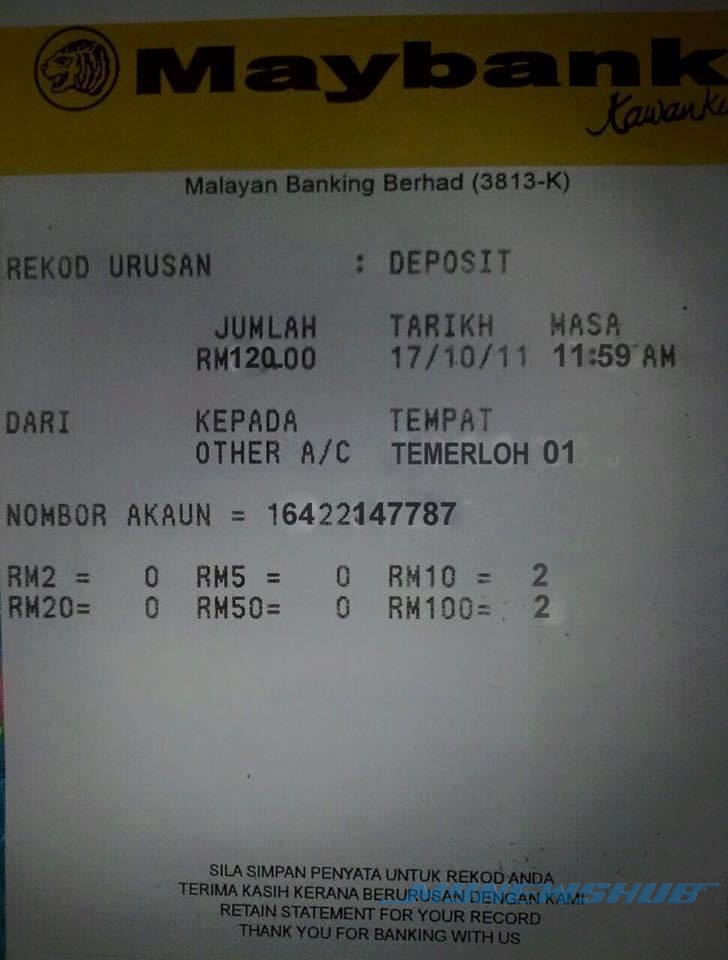 Maybank
Kawanku
Malayan Banking Berhad (3813-K)
REKOD URUSAN : DEPOSIT
JUMLAH TARIKH MASA
RM120.00 17/10/11 11:59 AM
DARI KEPADA TEMPAT
OTHER A/C TEMERLOH 01
NOMBOR AKAUN = 16422147787
RM2 = 0 RM5 = 0 RM10 = 2
RM20= 0 RM50= 0 RM100= 2
SILA SIMPAN PENYATA UNTUK REKOD ANDA
TERIMA KASIH KERANA BERURUSAN DENGAN KAMI
RETAIN STATEMENT FOR YOUR RECORD
THANK YOU FOR BANKING WITH US